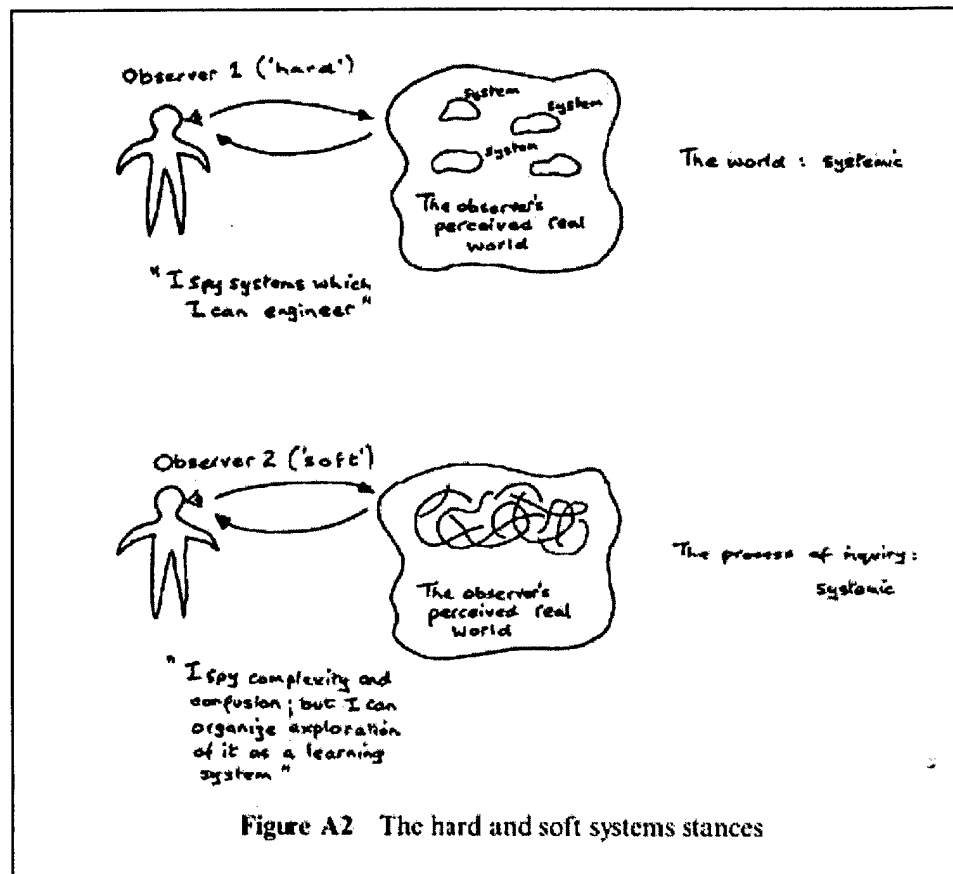 Observer 1 ('hard')
system
system
system
The observer's
perceived real
world
The world : systemic
"I spy systems which
I can engineer"
Observer 2 ('soft')
The observer's
perceived real
world
The process of inquiry:
systemic
"I spy complexity and
confusion; but I can
organize exploration
of it as a learning
system"
Figure A2 The hard and soft systems stances